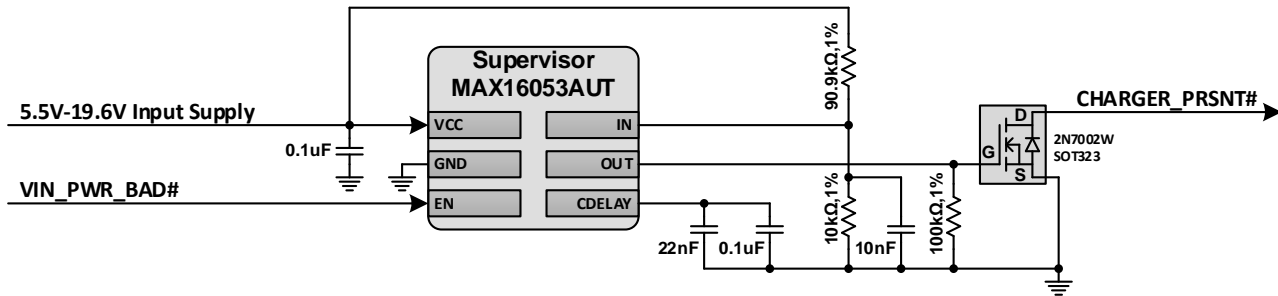 Supervisor
MAX16053AUT
90.9kΩ,1%
5.5V-19.6V Input Supply
CHARGER_PRSNT#
VCC
IN
D
2N7002W
SOT323
0.1uF
GND
OUT
G
S
VIN_PWR_BAD#
EN
CDELAY
22nF
0.1uF
10kΩ,1%
10nF
100kΩ,1%